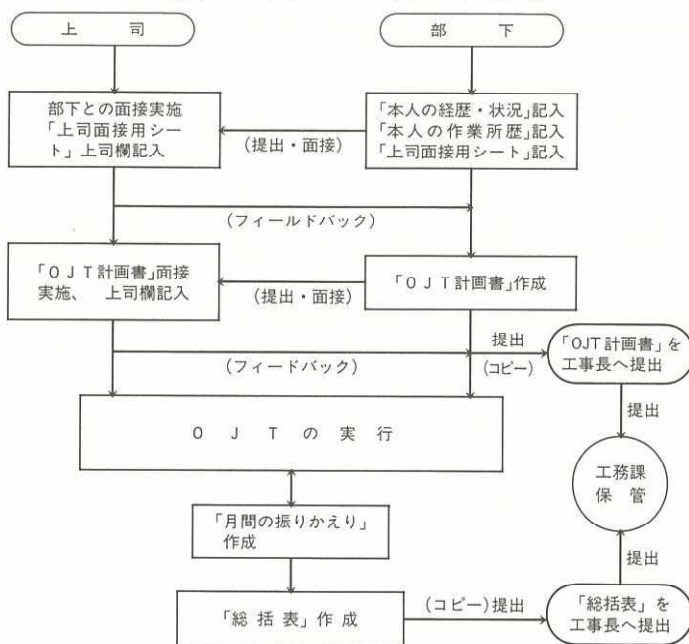 上司
部下
部下との面接実施
「上司面接用シー
ト」上司欄記入
(提出・面接)
「本人の経歴・状況」記入
「本人の作業所歴」記入
「上司面接用シート」記入
(フィールドバック)
「OJT計画書」面接
実施、 上司欄記入
(提出・面接)
「OJT計画書」作成
(フィードバック)
提出
(コピー)
「OJT計画書」を
工事長へ提出
提出
OJTの実行
工務課
保管
「月間の振りかえり」
作成
提出
「総括表」作成
(コピー)提出
「総括表」を
工事長へ提出